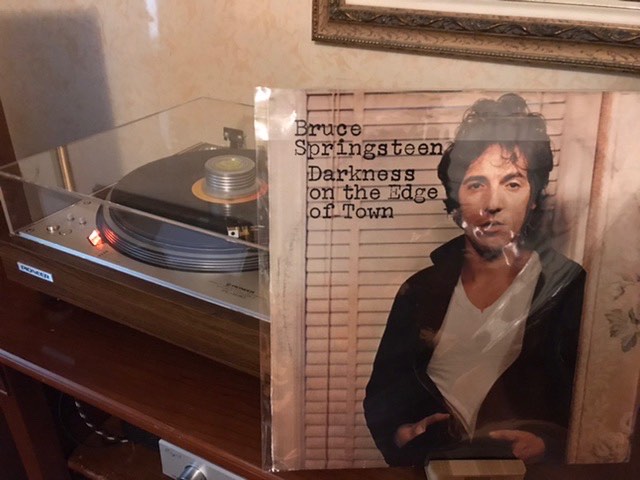 Bruce
Springsteen
Darkness
on the Edge
of Town
PIONEER